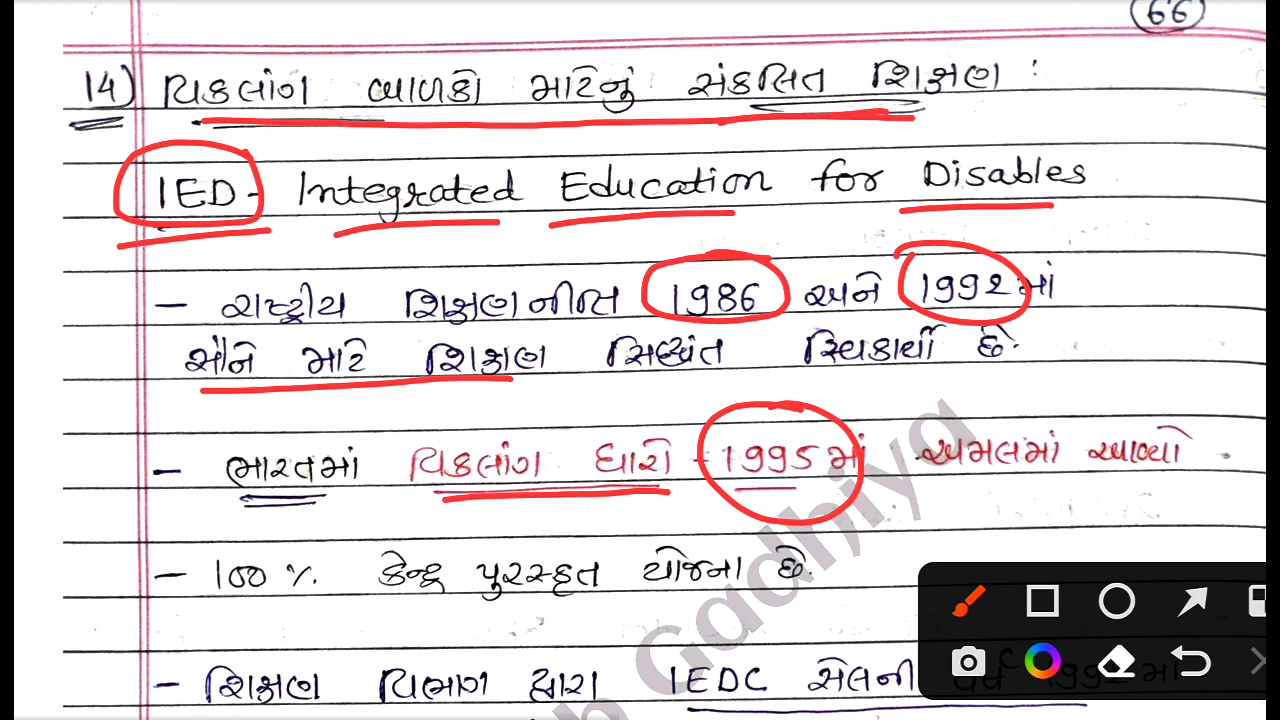 66
14) વિકલાંગ બાળકો માટેનું સંકલિત શિક્ષણ :
IED - Integrated Education for Disables
- રાષ્ટ્રીય શિક્ષણનીતિ 1986 અને 1992માં
સૌને માટે શિક્ષણ સિદ્ધાંત સ્વિકાર્યો છે.
- ભારતમાં વિકલાંગ ધારો - 1995માં અમલમાં આવ્યો.
- 100 % કેન્દ્ર પુરસ્કૃત યોજના છે.
- શિક્ષણ વિભાગ દ્વારા IEDC સેલની
Gadhiya